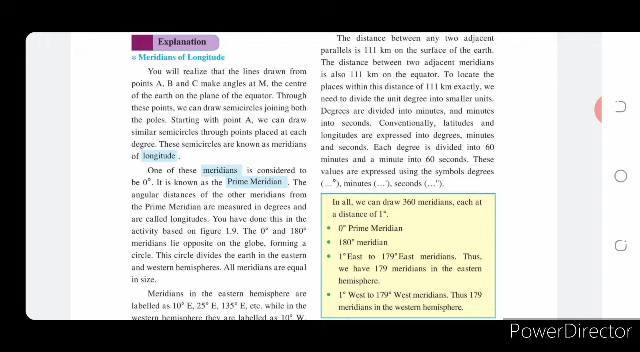 Explanation
* Meridians of Longitude
You will realize that the lines drawn from
points A, B and C make angles at M, the centre
of the earth on the plane of the equator. Through
these points, we can draw semicircles joining both
the poles. Starting with point A, we can draw
similar semicircles through points placed at each
degree. These semicircles are known as meridians
of longitude .
One of these meridians is considered to
be 0°. It is known as the Prime Meridian . The
angular distances of the other meridians from
the Prime Meridian are measured in degrees and
are called longitudes. You have done this in the
activity based on figure 1.9. The 0° and 180°
meridians lie opposite on the globe, forming a
circle. This circle divides the earth in the eastern
and western hemispheres. All meridians are equal
in size.
Meridians in the eastern hemisphere are
labelled as 10° E, 25° E, 135° E, etc. while in the
western hemisphere they are labelled as 10° W,
The distance between any two adjacent
parallels is 111 km on the surface of the earth.
The distance between two adjacent meridians
is also 111 km on the equator. To locate the
places within this distance of 111 km exactly, we
need to divide the unit degree into smaller units.
Degrees are divided into minutes, and minutes
into seconds. Conventionally, latitudes and
longitudes are expressed into degrees, minutes
and seconds. Each degree is divided into 60
minutes and a minute into 60 seconds. These
values are expressed using the symbols degrees
(...°), minutes (...'), seconds (...").
In all, we can draw 360 meridians, each at
a distance of 1°.
• 0° Prime Meridian
• 180° meridian
• 1° East to 179° East meridians. Thus,
we have 179 meridians in the eastern
hemisphere.
• 1° West to 179° West meridians. Thus 179
meridians in the western hemisphere.
PowerDirector